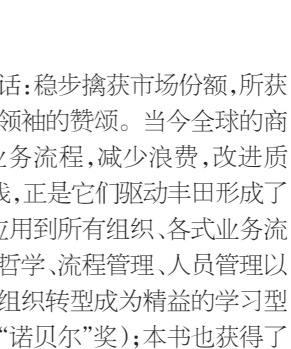 话:稳步擒获市场份额,所获
领袖的赞颂。当今全球的商
业务流程,减少浪费,改进质
践,正是它们驱动丰田形成了
应用到所有组织、各式业务流
哲学、流程管理、人员管理以
组织转型成为精益的学习型
“诺贝尔”奖);本书也获得了